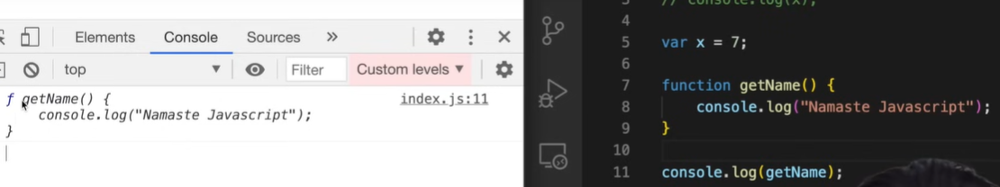 Elements Console Sources »
top Filter Custom levels ▼
f getName() { index.js:11
console.log("Namaste Javascript");
}
// console.log(x);
4
5 var x = 7;
6
7 function getName() {
8 console.log("Namaste Javascript");
9 }
10
11 console.log(getName);